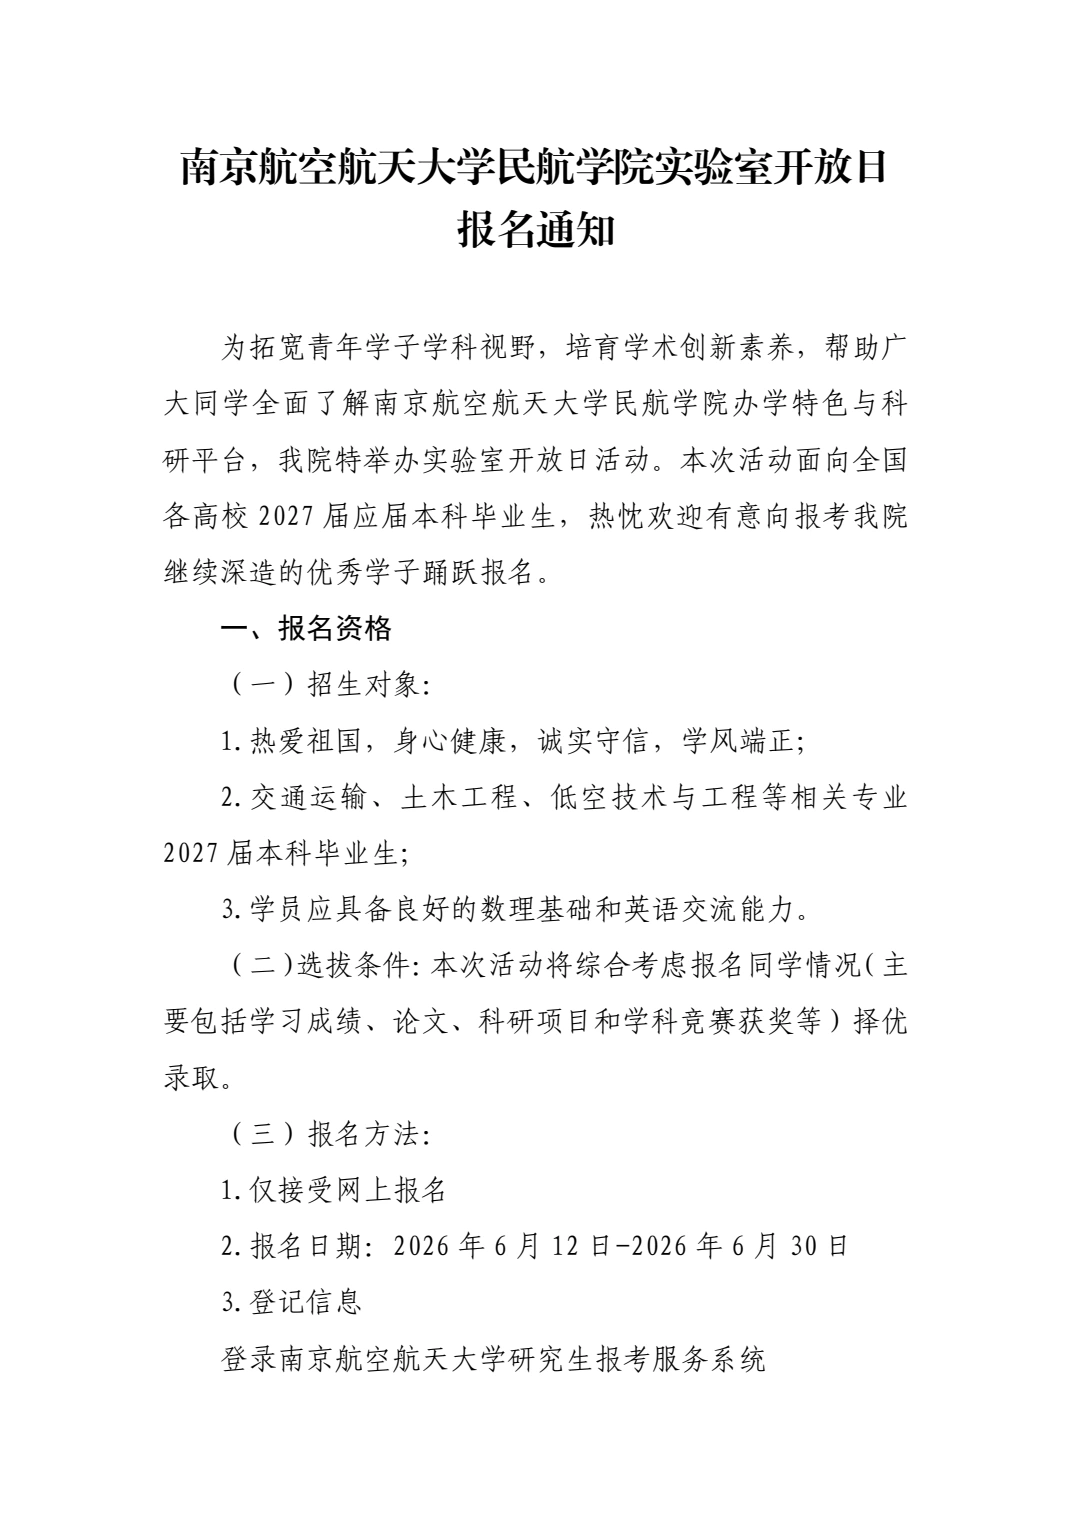 南京航空航天大学民航学院实验室开放日
报名通知
为拓宽青年学子学科视野，培育学术创新素养，帮助广
大同学全面了解南京航空航天大学民航学院办学特色与科
研平台，我院特举办实验室开放日活动。本次活动面向全国
各高校 2027 届应届本科毕业生，热忱欢迎有意向报考我院
继续深造的优秀学子踊跃报名。
一、报名资格
（一）招生对象：
1.热爱祖国，身心健康，诚实守信，学风端正；
2.交通运输、土木工程、低空技术与工程等相关专业
2027 届本科毕业生；
3.学员应具备良好的数理基础和英语交流能力。
（二）选拔条件：本次活动将综合考虑报名同学情况（主
要包括学习成绩、论文、科研项目和学科竞赛获奖等）择优
录取。
（三）报名方法：
1.仅接受网上报名
2.报名日期：2026 年 6 月 12 日-2026 年 6 月 30 日
3.登记信息
登录南京航空航天大学研究生报考服务系统